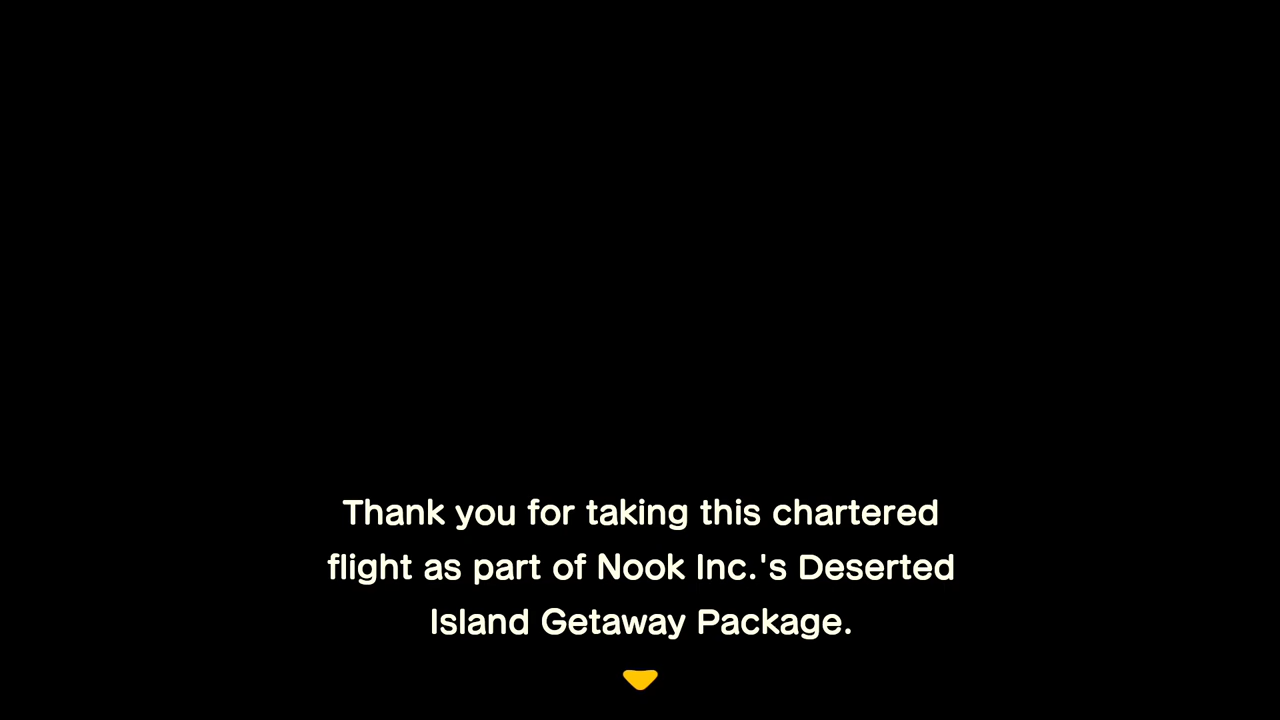 Thank you for taking this chartered
flight as part of Nook Inc.'s Deserted
Island Getaway Package.